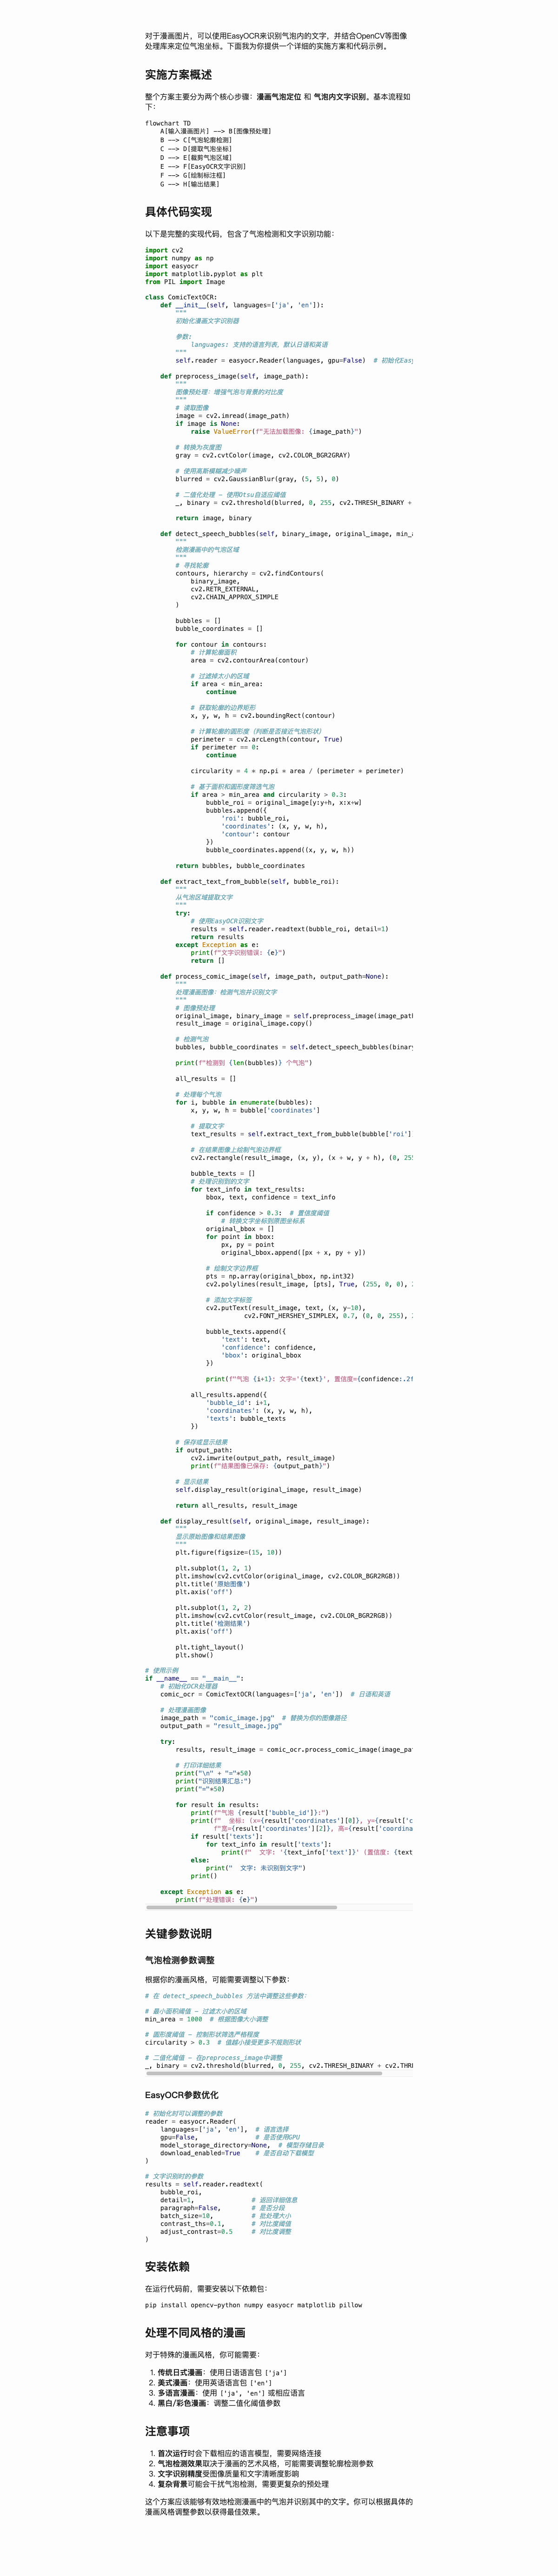 对于漫画图片，可以使用EasyOCR来识别气泡内的文字，并结合OpenCV等图像
处理库来定位气泡坐标。下面我为你提供一个详细的实施方案和代码示例。
实施方案概述
整个方案主要分为两个核心步骤：漫画气泡定位 和 气泡内文字识别。基本流程如
下：
flowchart TD
    A[输入漫画图片] --> B[图像预处理]
    B --> C[气泡轮廓检测]
    C --> D[提取气泡坐标]
    D --> E[裁剪气泡区域]
    E --> F[EasyOCR文字识别]
    F --> G[绘制标注框]
    G --> H[输出结果]
具体代码实现
以下是完整的实现代码，包含了气泡检测和文字识别功能：
import cv2
import numpy as np
import easyocr
import matplotlib.pyplot as plt
from PIL import Image
class ComicTextOCR:
    def __init__(self, languages=['ja', 'en']):
        """
        初始化漫画文字识别器
        参数:
            languages: 支持的语言列表，默认日语和英语
        """
        self.reader = easyocr.Reader(languages, gpu=False)  # 初始化Easy
    def preprocess_image(self, image_path):
        """
        图像预处理：增强气泡与背景的对比度
        """
        # 读取图像
        image = cv2.imread(image_path)
        if image is None:
            raise ValueError(f"无法加载图像: {image_path}")
        # 转换为灰度图
        gray = cv2.cvtColor(image, cv2.COLOR_BGR2GRAY)
        # 使用高斯模糊减少噪声
        blurred = cv2.GaussianBlur(gray, (5, 5), 0)
        # 二值化处理 - 使用Otsu自适应阈值
        _, binary = cv2.threshold(blurred, 0, 255, cv2.THRESH_BINARY +
        return image, binary
    def detect_speech_bubbles(self, binary_image, original_image, min_a
        """
        检测漫画中的气泡区域
        """
        # 寻找轮廓
        contours, hierarchy = cv2.findContours(
            binary_image,
            cv2.RETR_EXTERNAL,
            cv2.CHAIN_APPROX_SIMPLE
        )
        bubbles = []
        bubble_coordinates = []
        for contour in contours:
            # 计算轮廓面积
            area = cv2.contourArea(contour)
            # 过滤掉太小的区域
            if area < min_area:
                continue
            # 获取轮廓的边界矩形
            x, y, w, h = cv2.boundingRect(contour)
            # 计算轮廓的圆形度（判断是否接近气泡形状）
            perimeter = cv2.arcLength(contour, True)
            if perimeter == 0:
                continue
            circularity = 4 * np.pi * area / (perimeter * perimeter)
            # 基于面积和圆形度筛选气泡
            if area > min_area and circularity > 0.3:
                bubble_roi = original_image[y:y+h, x:x+w]
                bubbles.append({
                    'roi': bubble_roi,
                    'coordinates': (x, y, w, h),
                    'contour': contour
                })
                bubble_coordinates.append((x, y, w, h))
        return bubbles, bubble_coordinates
    def extract_text_from_bubble(self, bubble_roi):
        """
        从气泡区域提取文字
        """
        try:
            # 使用EasyOCR识别文字
            results = self.reader.readtext(bubble_roi, detail=1)
            return results
        except Exception as e:
            print(f"文字识别错误: {e}")
            return []
    def process_comic_image(self, image_path, output_path=None):
        """
        处理漫画图像：检测气泡并识别文字
        """
        # 图像预处理
        original_image, binary_image = self.preprocess_image(image_path
        result_image = original_image.copy()
        # 检测气泡
        bubbles, bubble_coordinates = self.detect_speech_bubbles(binary
        print(f"检测到 {len(bubbles)} 个气泡")
        all_results = []
        # 处理每个气泡
        for i, bubble in enumerate(bubbles):
            x, y, w, h = bubble['coordinates']
            # 提取文字
            text_results = self.extract_text_from_bubble(bubble['roi']
            # 在结果图像上绘制气泡边界框
            cv2.rectangle(result_image, (x, y), (x + w, y + h), (0, 255
            bubble_texts = []
            # 处理识别到的文字
            for text_info in text_results:
                bbox, text, confidence = text_info
                if confidence > 0.3:  # 置信度阈值
                    # 转换文字坐标到原图坐标系
                original_bbox = []
                for point in bbox:
                    px, py = point
                    original_bbox.append([px + x, py + y])
                # 绘制文字边界框
                pts = np.array(original_bbox, np.int32)
                cv2.polylines(result_image, [pts], True, (255, 0, 0), 2
                # 添加文字标签
                cv2.putText(result_image, text, (x, y-10),
                          cv2.FONT_HERSHEY_SIMPLEX, 0.7, (0, 0, 255), 2
                bubble_texts.append({
                    'text': text,
                    'confidence': confidence,
                    'bbox': original_bbox
                })
                print(f"气泡 {i+1}: 文字='{text}', 置信度={confidence:.2f
            all_results.append({
                'bubble_id': i+1,
                'coordinates': (x, y, w, h),
                'texts': bubble_texts
            })
        # 保存或显示结果
        if output_path:
            cv2.imwrite(output_path, result_image)
            print(f"结果图像已保存: {output_path}")
        # 显示结果
        self.display_result(original_image, result_image)
        return all_results, result_image
    def display_result(self, original_image, result_image):
        """
        显示原始图像和结果图像
        """
        plt.figure(figsize=(15, 10))
        plt.subplot(1, 2, 1)
        plt.imshow(cv2.cvtColor(original_image, cv2.COLOR_BGR2RGB))
        plt.title('原始图像')
        plt.axis('off')
        plt.subplot(1, 2, 2)
        plt.imshow(cv2.cvtColor(result_image, cv2.COLOR_BGR2RGB))
        plt.title('检测结果')
        plt.axis('off')
        plt.tight_layout()
        plt.show()
# 使用示例
if __name__ == "__main__":
    # 初始化OCR处理器
    comic_ocr = ComicTextOCR(languages=['ja', 'en'])  # 日语和英语
    # 处理漫画图像
    image_path = "comic_image.jpg"  # 替换为你的图像路径
    output_path = "result_image.jpg"
    try:
        results, result_image = comic_ocr.process_comic_image(image_pat
        # 打印详细结果
        print("\n" + "="*50)
        print("识别结果汇总:")
        print("="*50)
        for result in results:
            print(f"气泡 {result['bubble_id']}:")
            print(f"  坐标: (x={result['coordinates'][0]}, y={result['c
                  f"宽={result['coordinates'][2]}, 高={result['coordina
            if result['texts']:
                for text_info in result['texts']:
                    print(f"  文字: '{text_info['text']}' (置信度: {text
            else:
                print("  文字: 未识别到文字")
            print()
    except Exception as e:
        print(f"处理错误: {e}")
关键参数说明
气泡检测参数调整
根据你的漫画风格，可能需要调整以下参数：
# 在 detect_speech_bubbles 方法中调整这些参数：
# 最小面积阈值 - 过滤太小的区域
min_area = 1000  # 根据图像大小调整
# 圆形度阈值 - 控制形状筛选严格程度
circularity > 0.3  # 值越小接受更多不规则形状
# 二值化阈值 - 在preprocess_image中调整
_, binary = cv2.threshold(blurred, 0, 255, cv2.THRESH_BINARY + cv2.THRE
EasyOCR参数优化
# 初始化时可以调整的参数
reader = easyocr.Reader(
    languages=['ja', 'en'],  # 语言选择
    gpu=False,               # 是否使用GPU
    model_storage_directory=None,  # 模型存储目录
    download_enabled=True    # 是否自动下载模型
)
# 文字识别时的参数
results = self.reader.readtext(
    bubble_roi,
    detail=1,               # 返回详细信息
    paragraph=False,        # 是否分段
    batch_size=10,          # 批处理大小
    contrast_ths=0.1,       # 对比度阈值
    adjust_contrast=0.5     # 对比度调整
)
安装依赖
在运行代码前，需要安装以下依赖包：
pip install opencv-python numpy easyocr matplotlib pillow
处理不同风格的漫画
对于特殊的漫画风格，你可能需要：
1. 传统日式漫画：使用日语语言包 ['ja']
2. 美式漫画：使用英语语言包 ['en']
3. 多语言漫画：使用 ['ja', 'en'] 或相应语言
4. 黑白/彩色漫画：调整二值化阈值参数
注意事项
1. 首次运行时会下载相应的语言模型，需要网络连接
2. 气泡检测效果取决于漫画的艺术风格，可能需要调整轮廓检测参数
3. 文字识别精度受图像质量和文字清晰度影响
4. 复杂背景可能会干扰气泡检测，需要更复杂的预处理
这个方案应该能够有效地检测漫画中的气泡并识别其中的文字。你可以根据具体的
漫画风格调整参数以获得最佳效果。